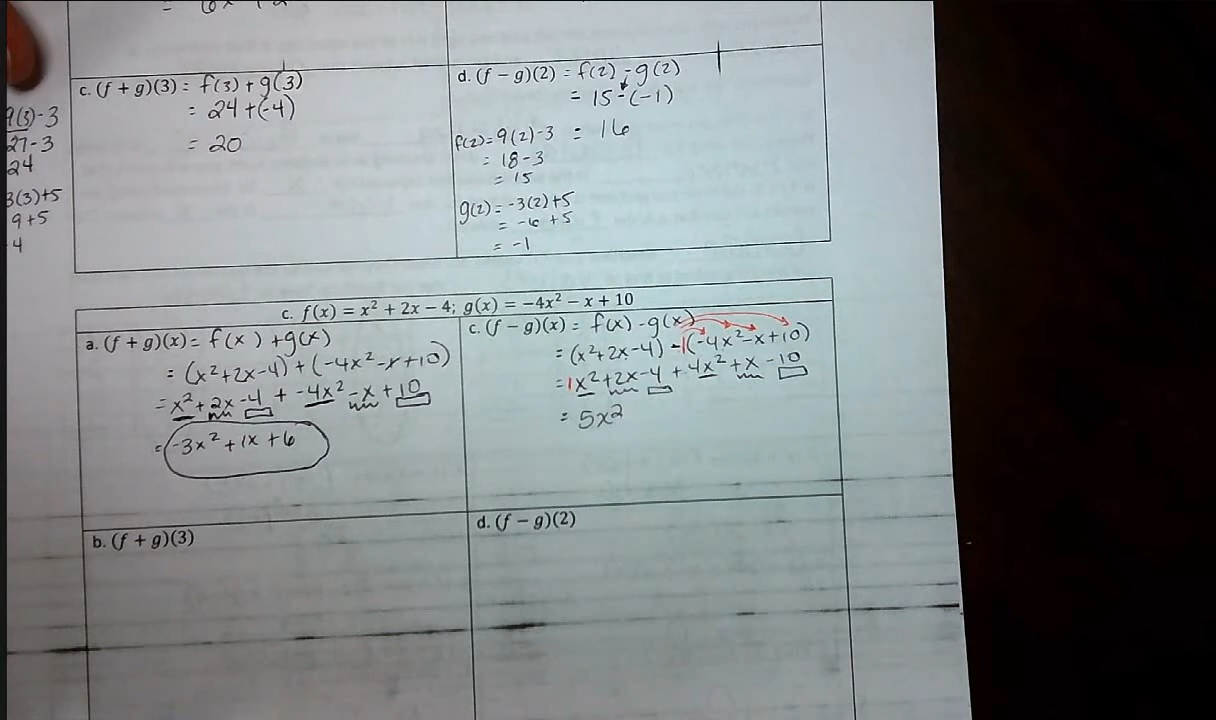 = 6x + 2
c. (f + g)(3) = f(3) + g(3)
= 24 + (-4)
= 20
9(3)-3
27-3
24
3(3)+5
9+5
4
d. (f − g)(2) = f(2) - g(2)
= 15 - (-1)
= 16
f(2) = 9(2)-3
= 18-3
= 15
g(2) = -3(2)+5
= -6 +5
= -1
c. f(x) = x² + 2x − 4; g(x) = −4x² − x + 10
a. (f + g)(x) = f(x) + g(x)
= (x²+2x-4) + (-4x²-x+10)
= x²+2x-4 + -4x²-x+10
= -3x²+1x+6
c. (f − g)(x) = f(x) - g(x)
= (x²+2x-4) -1(-4x²-x+10)
= 1x²+2x-4 + 4x²+x-10
= 5x²
b. (f + g)(3)
d. (f − g)(2)